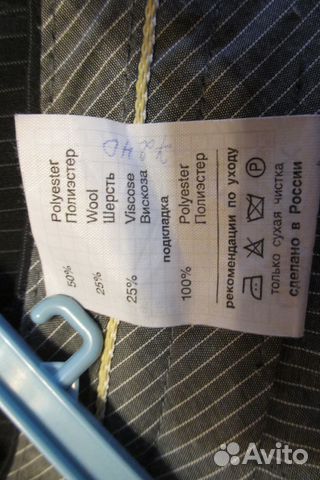 50% Polyester
Полиэстер
25% Wool
Шерсть
25% Viscose
Вискоза
подкладка
100% Polyester
Полиэстер
рекомендации по уходу
P
только сухая чистка
сделано в России
Avito